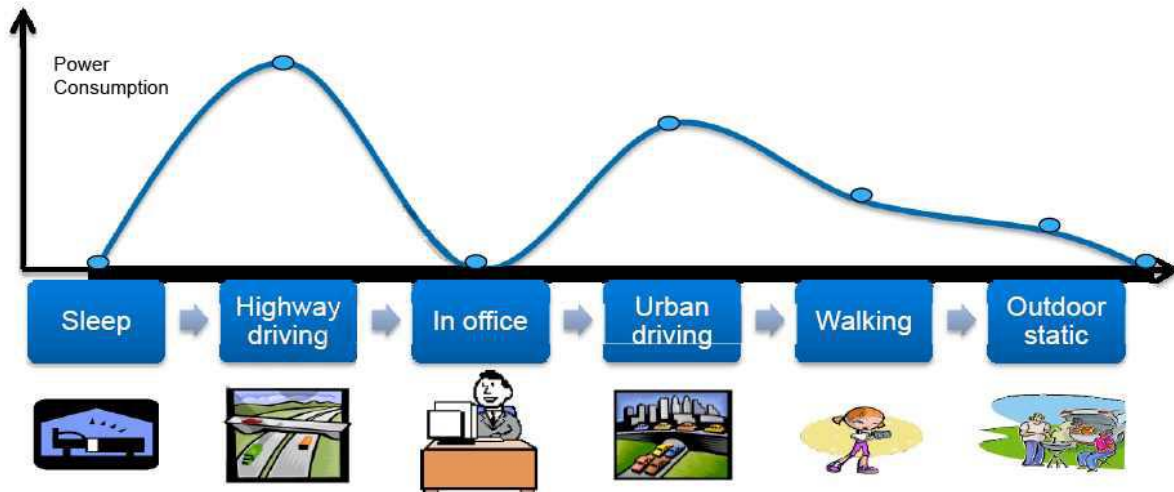 Power
Consumption
Sleep
Highway
driving
In office
Urban
driving
Walking
Outdoor
static